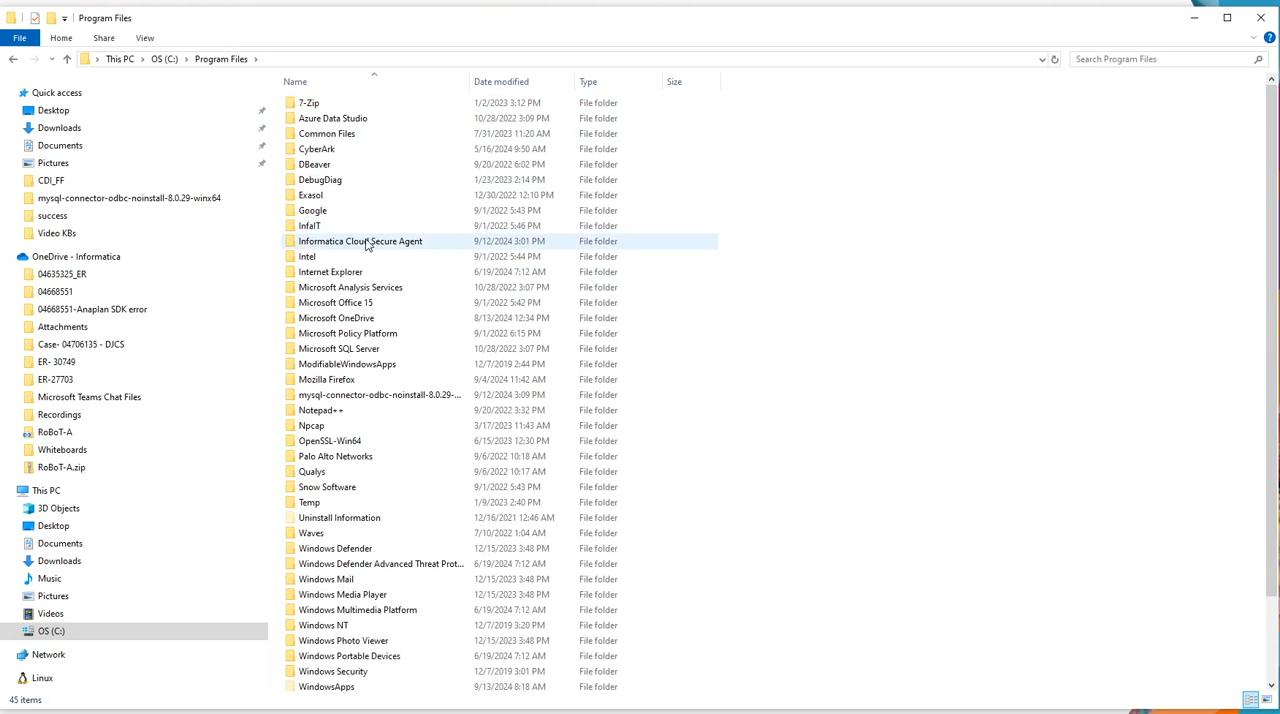 Program Files
File Home Share View
This PC > OS (C:) > Program Files > Search Program Files
Name Date modified Type Size
Quick access
Desktop
Downloads
Documents
Pictures
CDI_FF
mysql-connector-odbc-noinstall-8.0.29-winx64
success
Video KBs
OneDrive - Informatica
04635325_ER
04668551
04668551-Anaplan SDK error
Attachments
Case- 04706135 - DJCS
ER- 30749
ER-27703
Microsoft Teams Chat Files
Recordings
RoBoT-A
Whiteboards
RoBoT-A.zip
This PC
3D Objects
Desktop
Documents
Downloads
Music
Pictures
Videos
OS (C:)
Network
Linux
7-Zip 1/2/2023 3:12 PM File folder
Azure Data Studio 10/28/2022 3:09 PM File folder
Common Files 7/31/2023 11:20 AM File folder
CyberArk 5/16/2024 9:50 AM File folder
DBeaver 9/20/2022 6:02 PM File folder
DebugDiag 1/23/2023 2:14 PM File folder
Exasol 12/30/2022 12:10 PM File folder
Google 9/1/2022 5:43 PM File folder
InfaIT 9/1/2022 5:46 PM File folder
Informatica Cloud Secure Agent 9/12/2024 3:01 PM File folder
Intel 9/1/2022 5:44 PM File folder
Internet Explorer 6/19/2024 7:12 AM File folder
Microsoft Analysis Services 10/28/2022 3:07 PM File folder
Microsoft Office 15 9/1/2022 5:42 PM File folder
Microsoft OneDrive 8/13/2024 12:34 PM File folder
Microsoft Policy Platform 9/1/2022 6:15 PM File folder
Microsoft SQL Server 10/28/2022 3:07 PM File folder
ModifiableWindowsApps 12/7/2019 2:44 PM File folder
Mozilla Firefox 9/4/2024 11:42 AM File folder
mysql-connector-odbc-noinstall-8.0.29-... 9/12/2024 3:09 PM File folder
Notepad++ 9/20/2022 3:32 PM File folder
Npcap 3/17/2023 11:43 AM File folder
OpenSSL-Win64 6/15/2023 12:30 PM File folder
Palo Alto Networks 9/6/2022 10:18 AM File folder
Qualys 9/6/2022 10:17 AM File folder
Snow Software 9/1/2022 5:43 PM File folder
Temp 1/9/2023 2:40 PM File folder
Uninstall Information 12/16/2021 12:46 AM File folder
Waves 7/10/2022 1:04 AM File folder
Windows Defender 12/15/2023 3:48 PM File folder
Windows Defender Advanced Threat Prot... 6/19/2024 7:12 AM File folder
Windows Mail 12/15/2023 3:48 PM File folder
Windows Media Player 12/15/2023 3:48 PM File folder
Windows Multimedia Platform 6/19/2024 7:12 AM File folder
Windows NT 12/7/2019 3:20 PM File folder
Windows Photo Viewer 12/15/2023 3:48 PM File folder
Windows Portable Devices 6/19/2024 7:12 AM File folder
Windows Security 12/7/2019 3:01 PM File folder
WindowsApps 9/13/2024 8:18 AM File folder
45 items